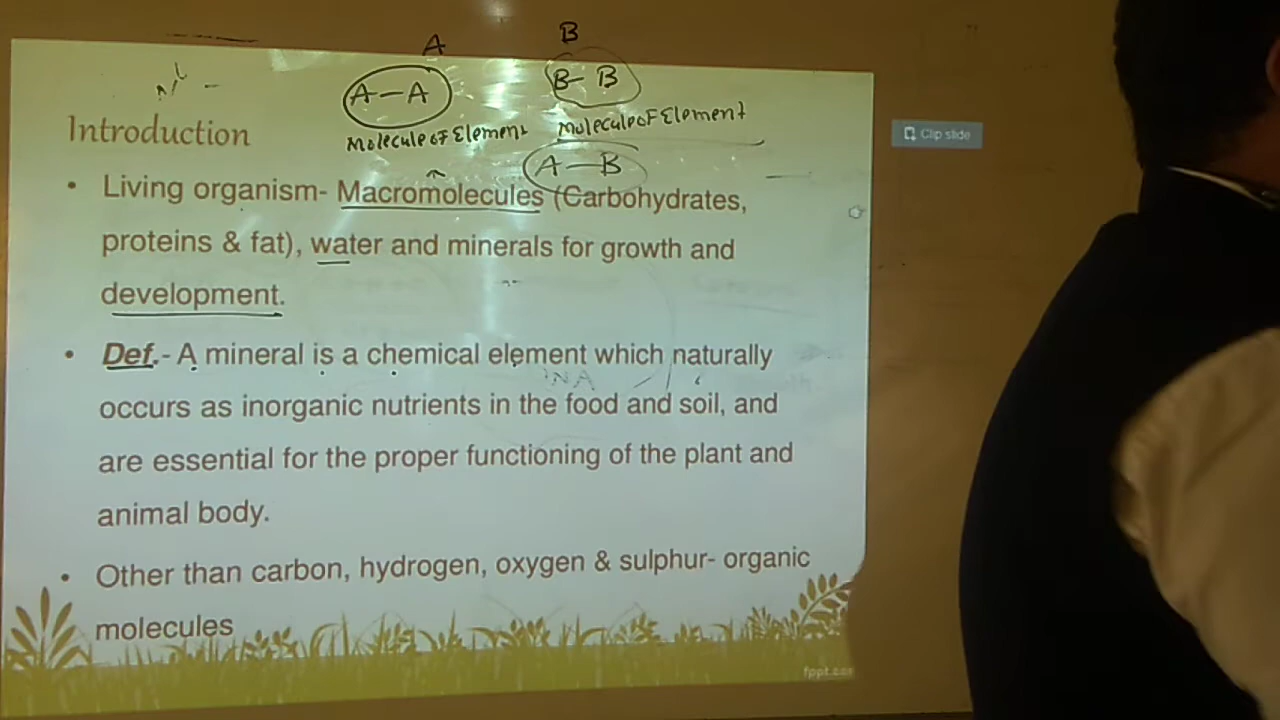 A B
A-A B-B
Molecule of Element Molecule of Element
A-B
Introduction
• Living organism- Macromolecules (Carbohydrates,
proteins & fat), water and minerals for growth and
development.
• Def.- A mineral is a chemical element which naturally
occurs as inorganic nutrients in the food and soil, and
are essential for the proper functioning of the plant and
animal body.
• Other than carbon, hydrogen, oxygen & sulphur- organic
molecules
Clip slide